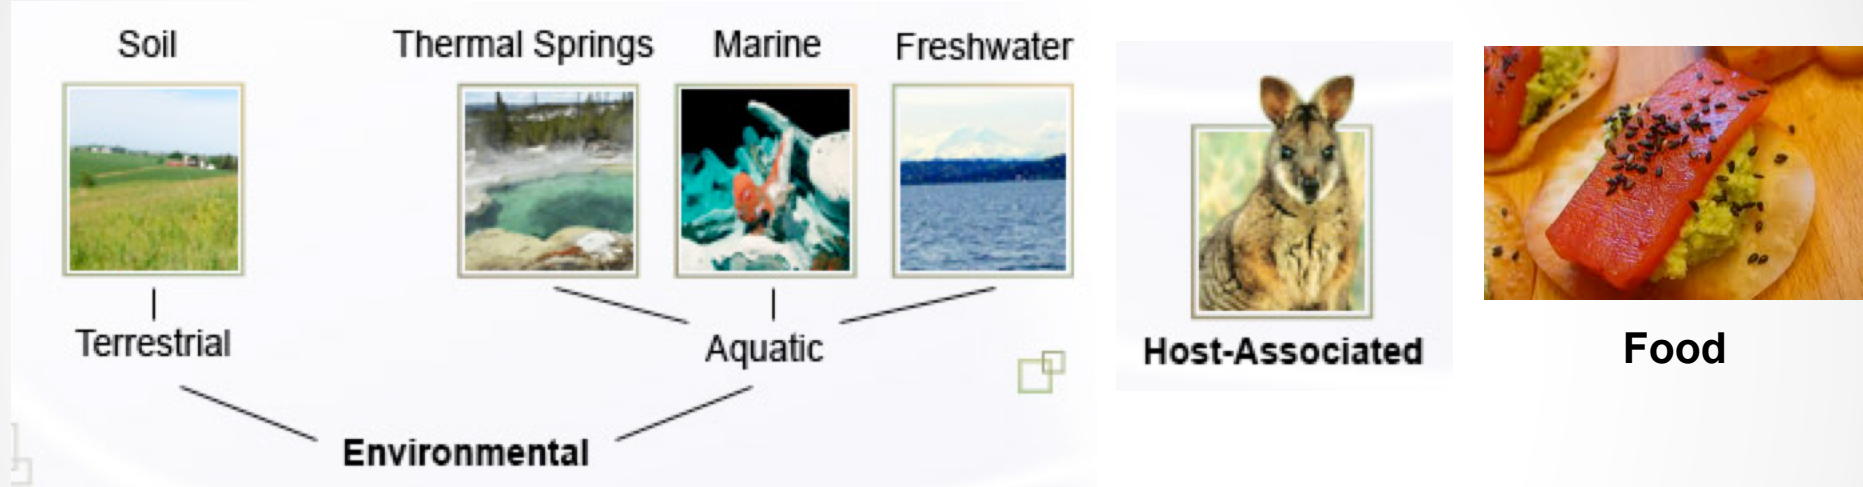 Soil
Thermal Springs
Marine
Freshwater
Terrestrial
Aquatic
Environmental
Host-Associated
Food